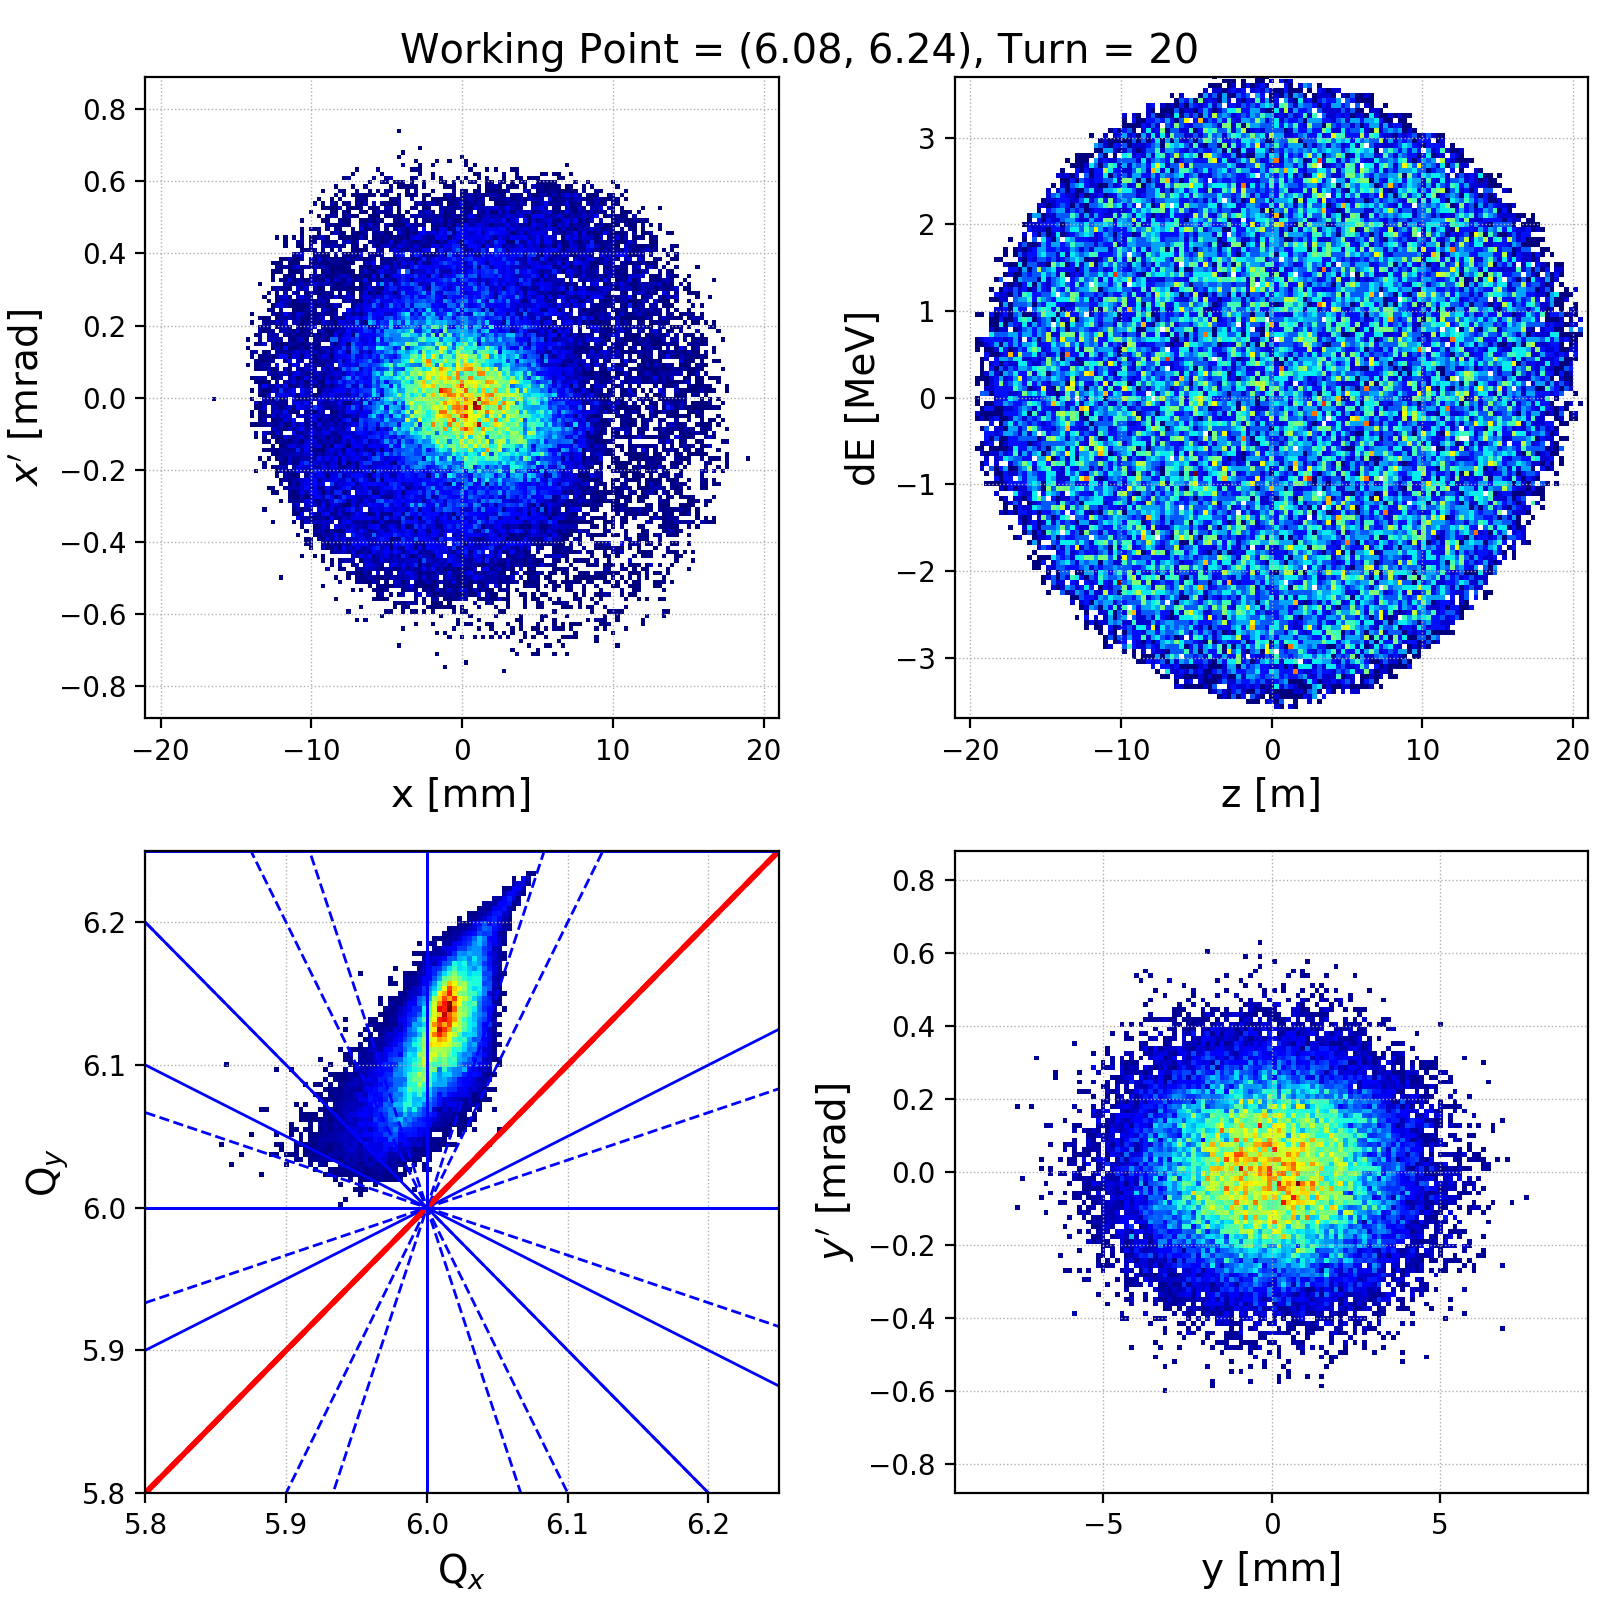 Working Point = (6.08, 6.24), Turn = 20
0.8
0.6
0.4
0.2
0.0
−0.2
−0.4
−0.6
−0.8
x′ [mrad]
−20 −10 0 10 20
x [mm]
3
2
1
0
−1
−2
−3
dE [MeV]
−20 −10 0 10 20
z [m]
6.2
6.1
6.0
5.9
5.8
Q_y
5.8 5.9 6.0 6.1 6.2
Q_x
0.8
0.6
0.4
0.2
0.0
−0.2
−0.4
−0.6
−0.8
y′ [mrad]
−5 0 5
y [mm]